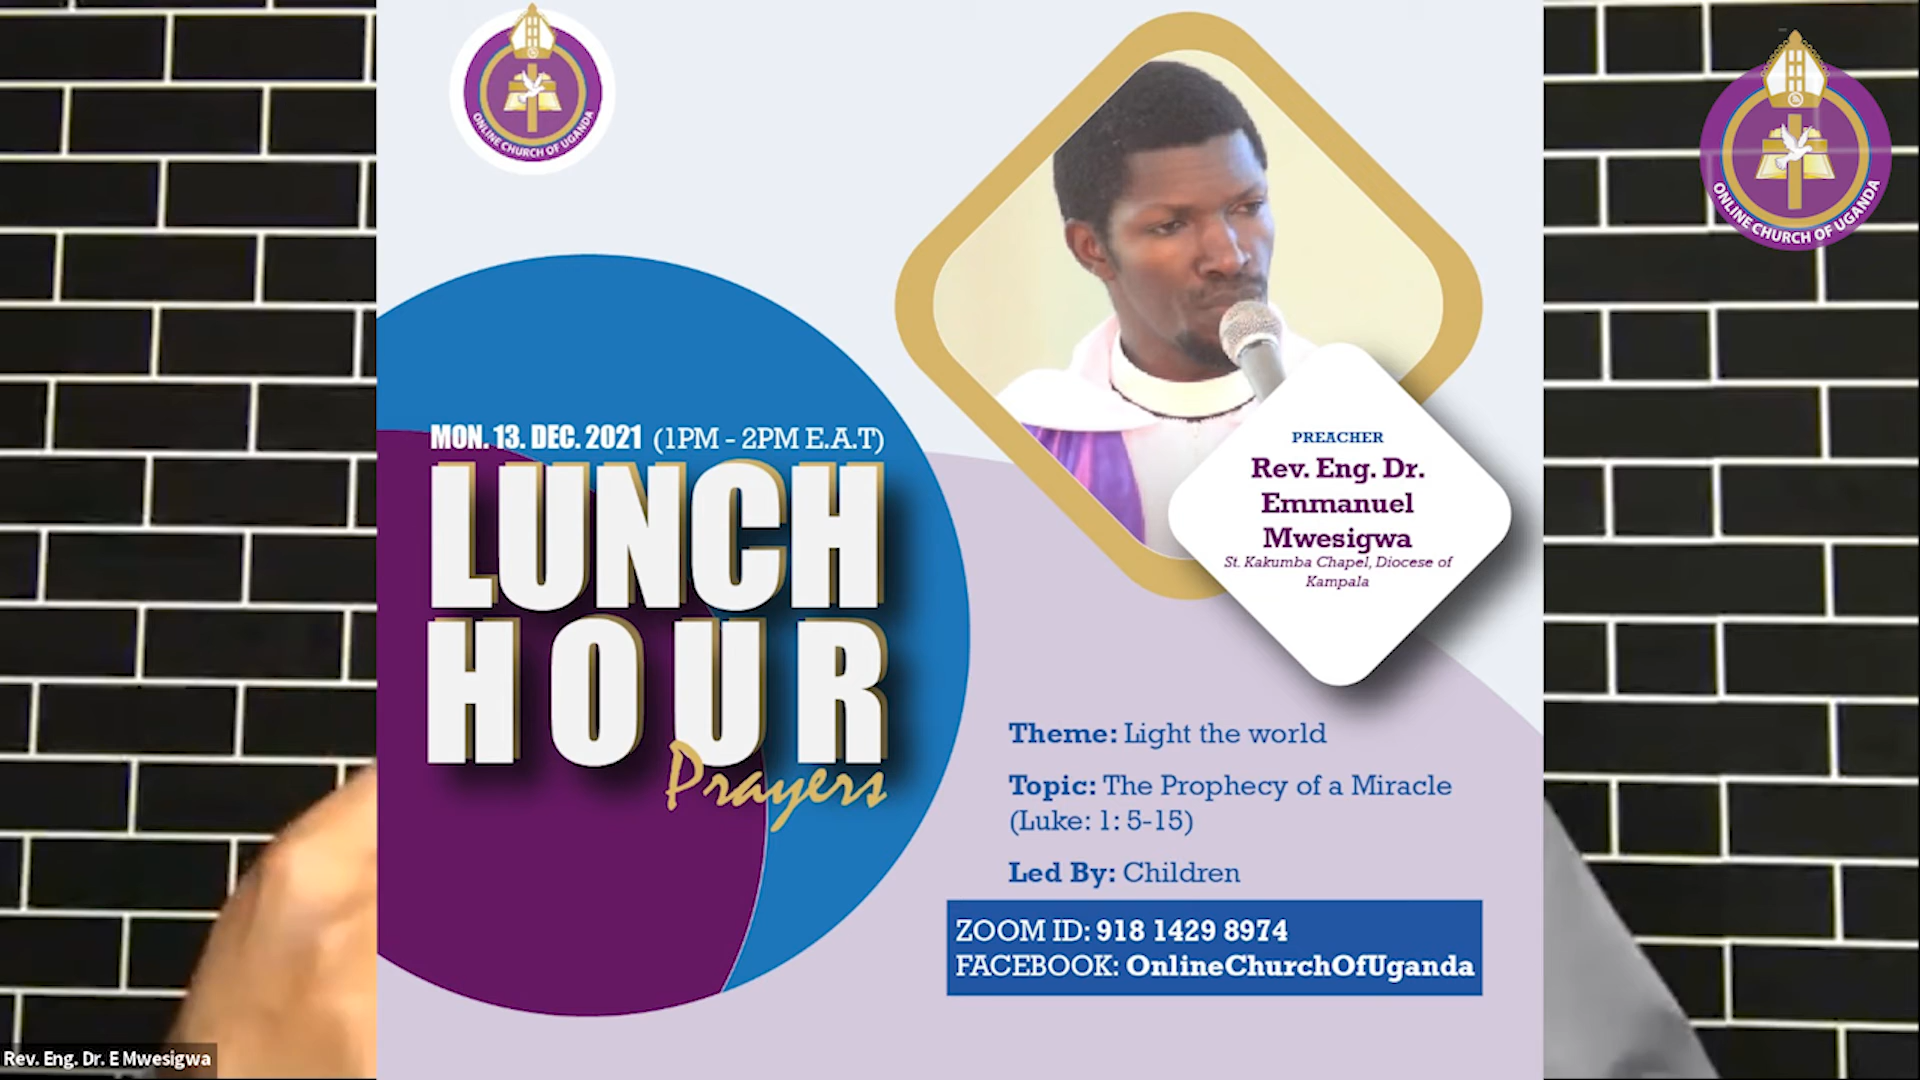 ONLINE CHURCH OF UGANDA
ONLINE CHURCH OF UGANDA
MON. 13. DEC. 2021 (1PM - 2PM E.A.T)
LUNCH
HOUR
Prayers
PREACHER
Rev. Eng. Dr.
Emmanuel
Mwesigwa
St. Kakumba Chapel, Diocese of
Kampala
Theme: Light the world
Topic: The Prophecy of a Miracle
(Luke: 1: 5-15)
Led By: Children
ZOOM ID: 918 1429 8974
FACEBOOK: OnlineChurchOfUganda
Rev. Eng. Dr. E Mwesigwa